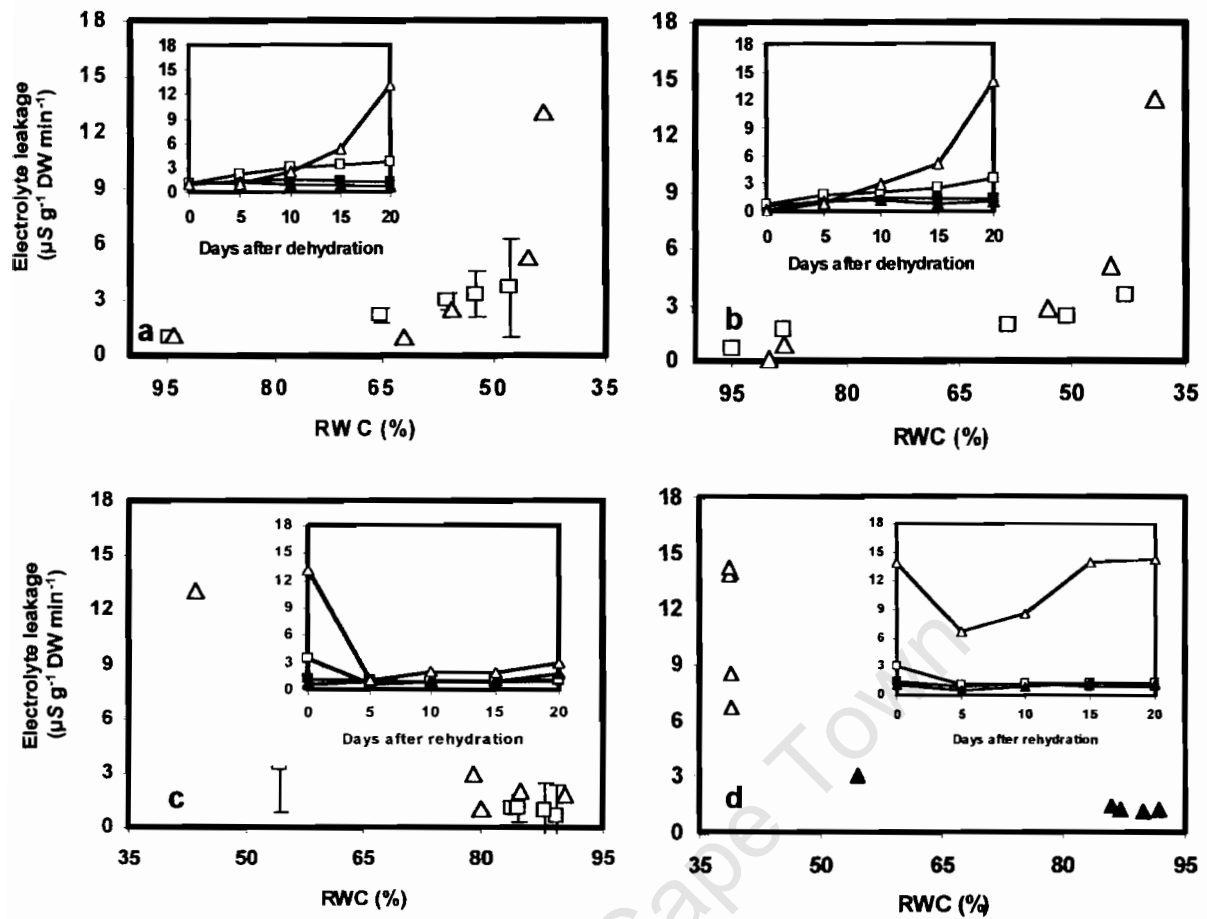 Electrolyte leakage
(µS g⁻¹ DW min⁻¹)
18
15
12
9
6
3
0
18
15
12
9
6
3
0
0 5 10 15 20
Days after dehydration
a
95 80 65 50 35
RW C (%)
18
15
12
9
6
3
0
18
15
12
9
6
3
0
0 5 10 15 20
Days after dehydration
b
95 80 65 50 35
RWC (%)
Electrolyte leakage
(µS g⁻¹ DW min⁻¹)
18
15
12
9
6
3
0
18
15
12
9
6
3
0
0 5 10 15 20
Days after rehydration
c
35 50 65 80 95
RWC (%)
18
15
12
9
6
3
0
18
15
12
9
6
3
0
0 5 10 15 20
Days after rehydration
d
35 50 65 80 95
RWC (%)
Cape Town